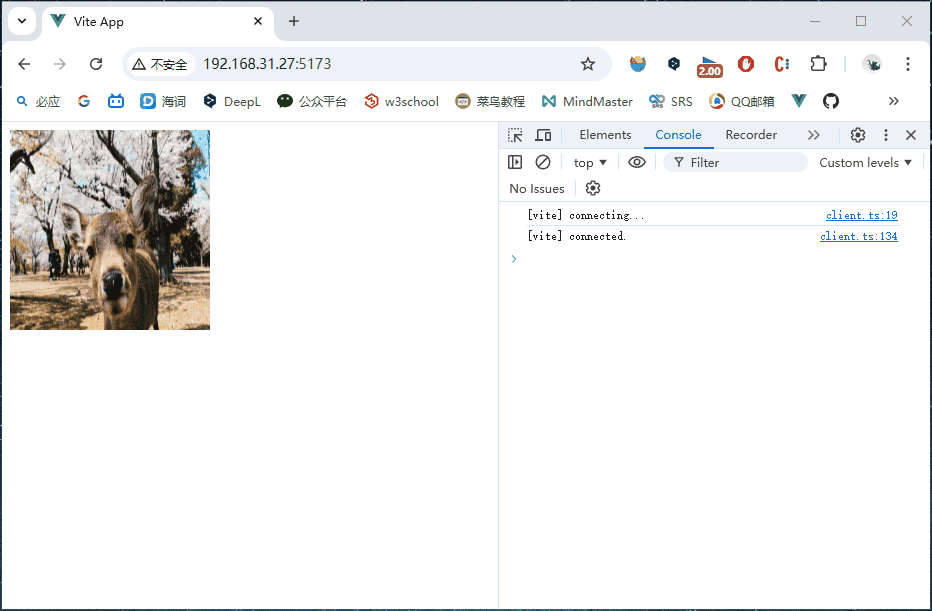 Vite App
不安全
192.168.31.27:5173
2.00
必应
海词
DeepL
公众平台
w3school
菜鸟教程
MindMaster
SRS
QQ邮箱
Elements
Console
Recorder
top
Filter
Custom levels
No Issues
[vite] connecting...
client.ts:19
[vite] connected.
client.ts:134